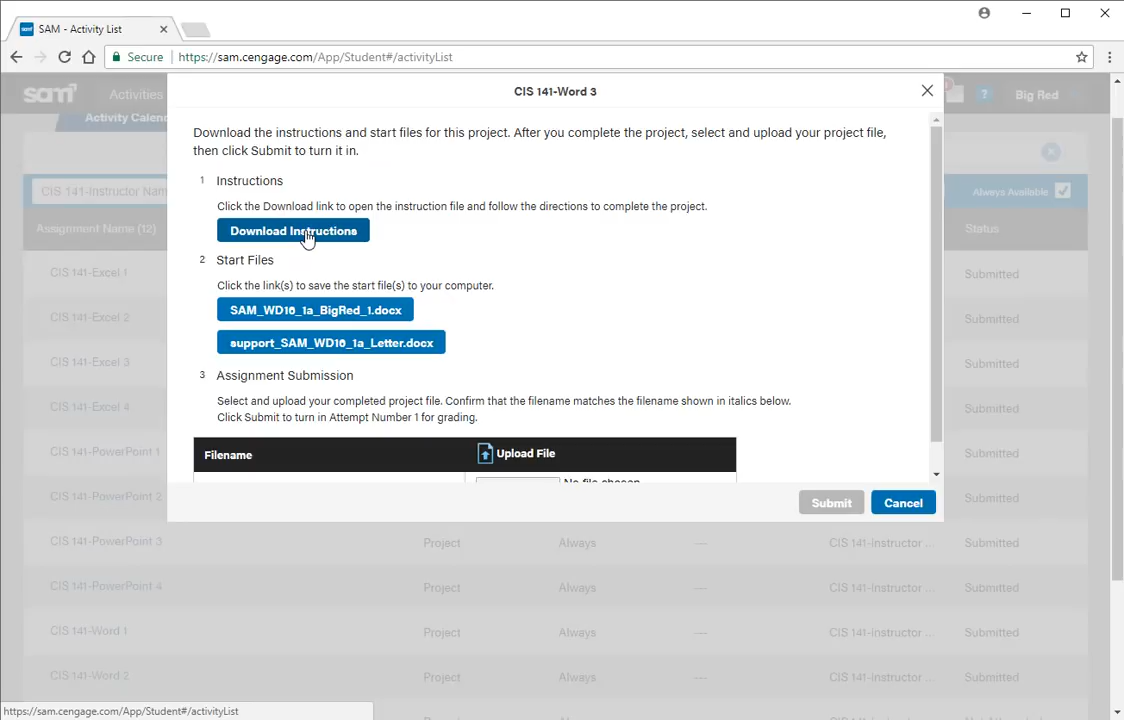 SAM - Activity List
Secure
https://sam.cengage.com/App/Student#/activityList
sam
Activities
Big Red
Activity Calen
CIS 141-Word 3
Download the instructions and start files for this project. After you complete the project, select and upload your project file,
then click Submit to turn it in.
1 Instructions
CIS 141-Instructor Nam
Always Available
Click the Download link to open the instruction file and follow the directions to complete the project.
Assignment Name (12)
Download Instructions
Status
2 Start Files
CIS 141-Excel 1
Submitted
Click the link(s) to save the start file(s) to your computer.
SAM_WD16_1a_BigRed_1.docx
CIS 141-Excel 2
Submitted
support_SAM_WD16_1a_Letter.docx
CIS 141-Excel 3
Submitted
3 Assignment Submission
Select and upload your completed project file. Confirm that the filename matches the filename shown in italics below.
CIS 141-Excel 4
Submitted
Click Submit to turn in Attempt Number 1 for grading.
Filename
Upload File
CIS 141-PowerPoint 1
Submitted
No file chosen
CIS 141-PowerPoint 2
Submitted
Submit
Cancel
CIS 141-PowerPoint 3 Project Always --- CIS 141-Instructor ... Submitted
CIS 141-PowerPoint 4 Project Always --- CIS 141-Instructor ... Submitted
CIS 141-Word 1 Project Always --- CIS 141-Instructor ... Submitted
CIS 141-Word 2 Project Always --- CIS 141-Instructor ... Submitted
https://sam.cengage.com/App/Student#/activityList